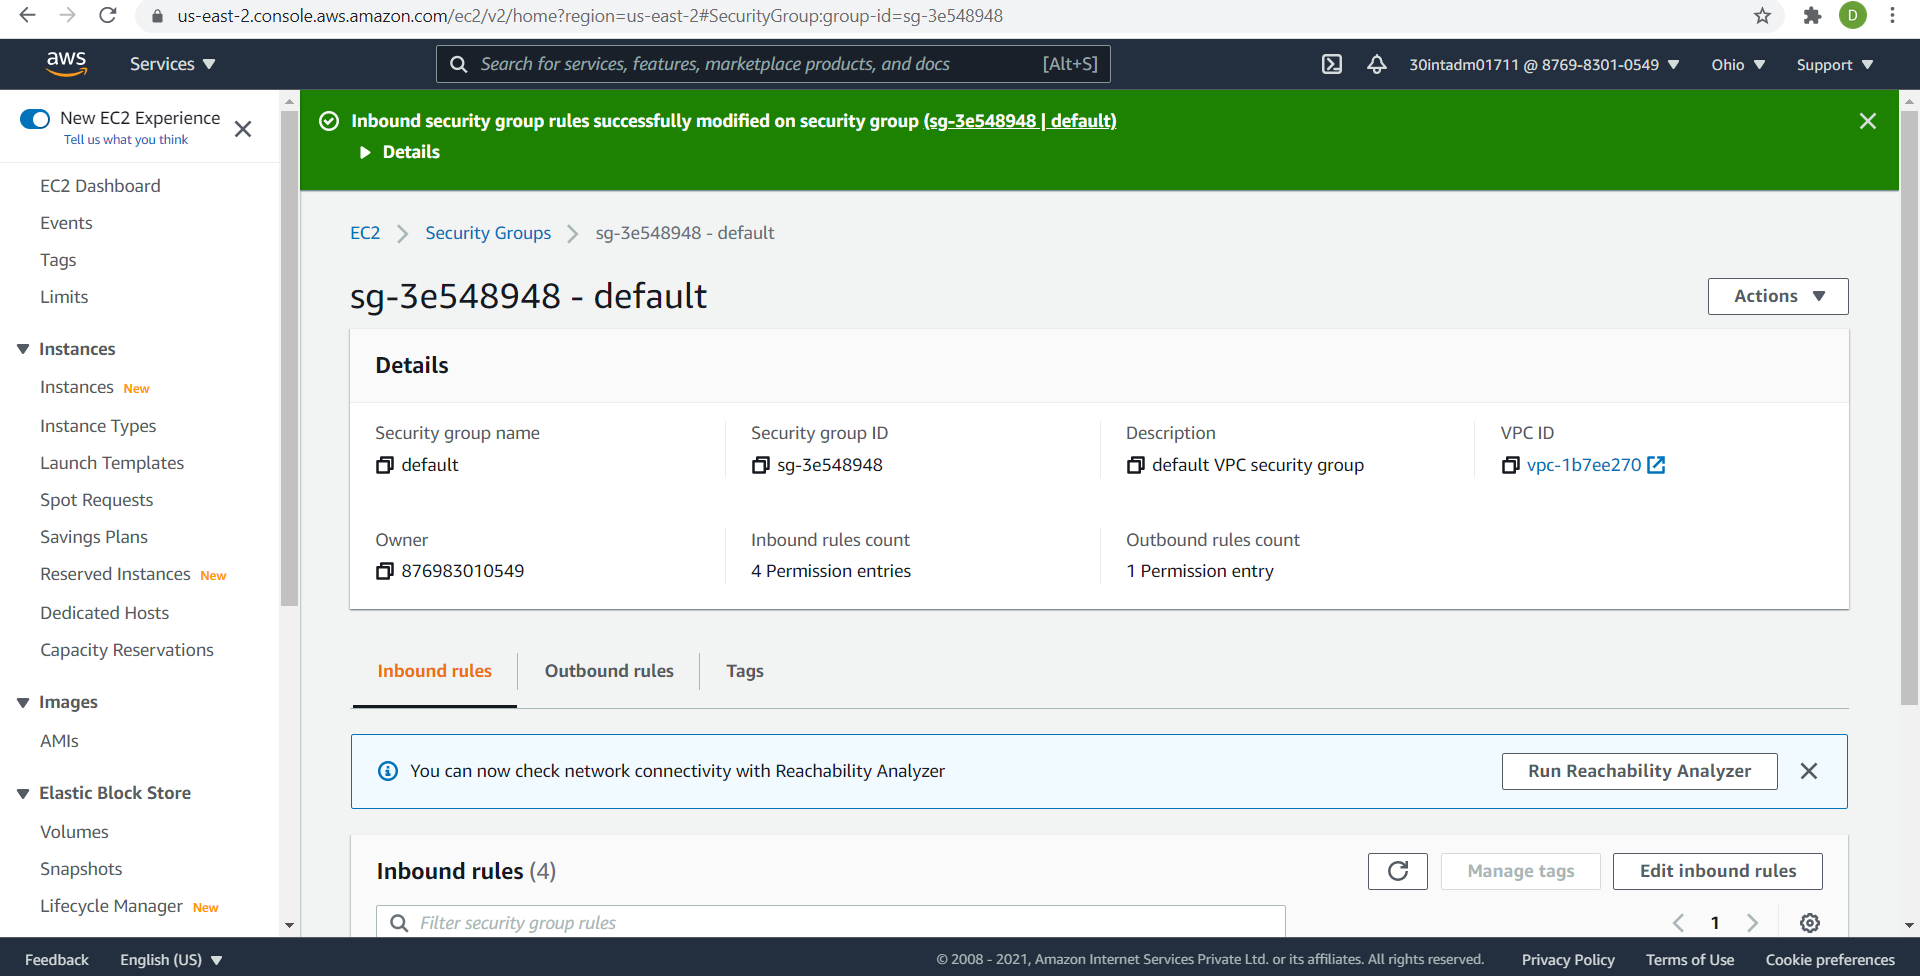 us-east-2.console.aws.amazon.com/ec2/v2/home?region=us-east-2#SecurityGroup:group-id=sg-3e548948
D
aws
Services
Search for services, features, marketplace products, and docs [Alt+S]
30intadm01711 @ 8769-8301-0549
Ohio
Support
New EC2 Experience
Tell us what you think
EC2 Dashboard
Events
Tags
Limits
Instances
Instances New
Instance Types
Launch Templates
Spot Requests
Savings Plans
Reserved Instances New
Dedicated Hosts
Capacity Reservations
Images
AMIs
Elastic Block Store
Volumes
Snapshots
Lifecycle Manager New
Inbound security group rules successfully modified on security group (sg-3e548948 | default)
Details
EC2 > Security Groups > sg-3e548948 - default
sg-3e548948 - default
Actions
Details
Security group name
default
Security group ID
sg-3e548948
Description
default VPC security group
VPC ID
vpc-1b7ee270
Owner
876983010549
Inbound rules count
4 Permission entries
Outbound rules count
1 Permission entry
Inbound rules
Outbound rules
Tags
You can now check network connectivity with Reachability Analyzer
Run Reachability Analyzer
Inbound rules (4)
Manage tags
Edit inbound rules
Filter security group rules
1
Feedback
English (US)
© 2008 - 2021, Amazon Internet Services Private Ltd. or its affiliates. All rights reserved.
Privacy Policy
Terms of Use
Cookie preferences